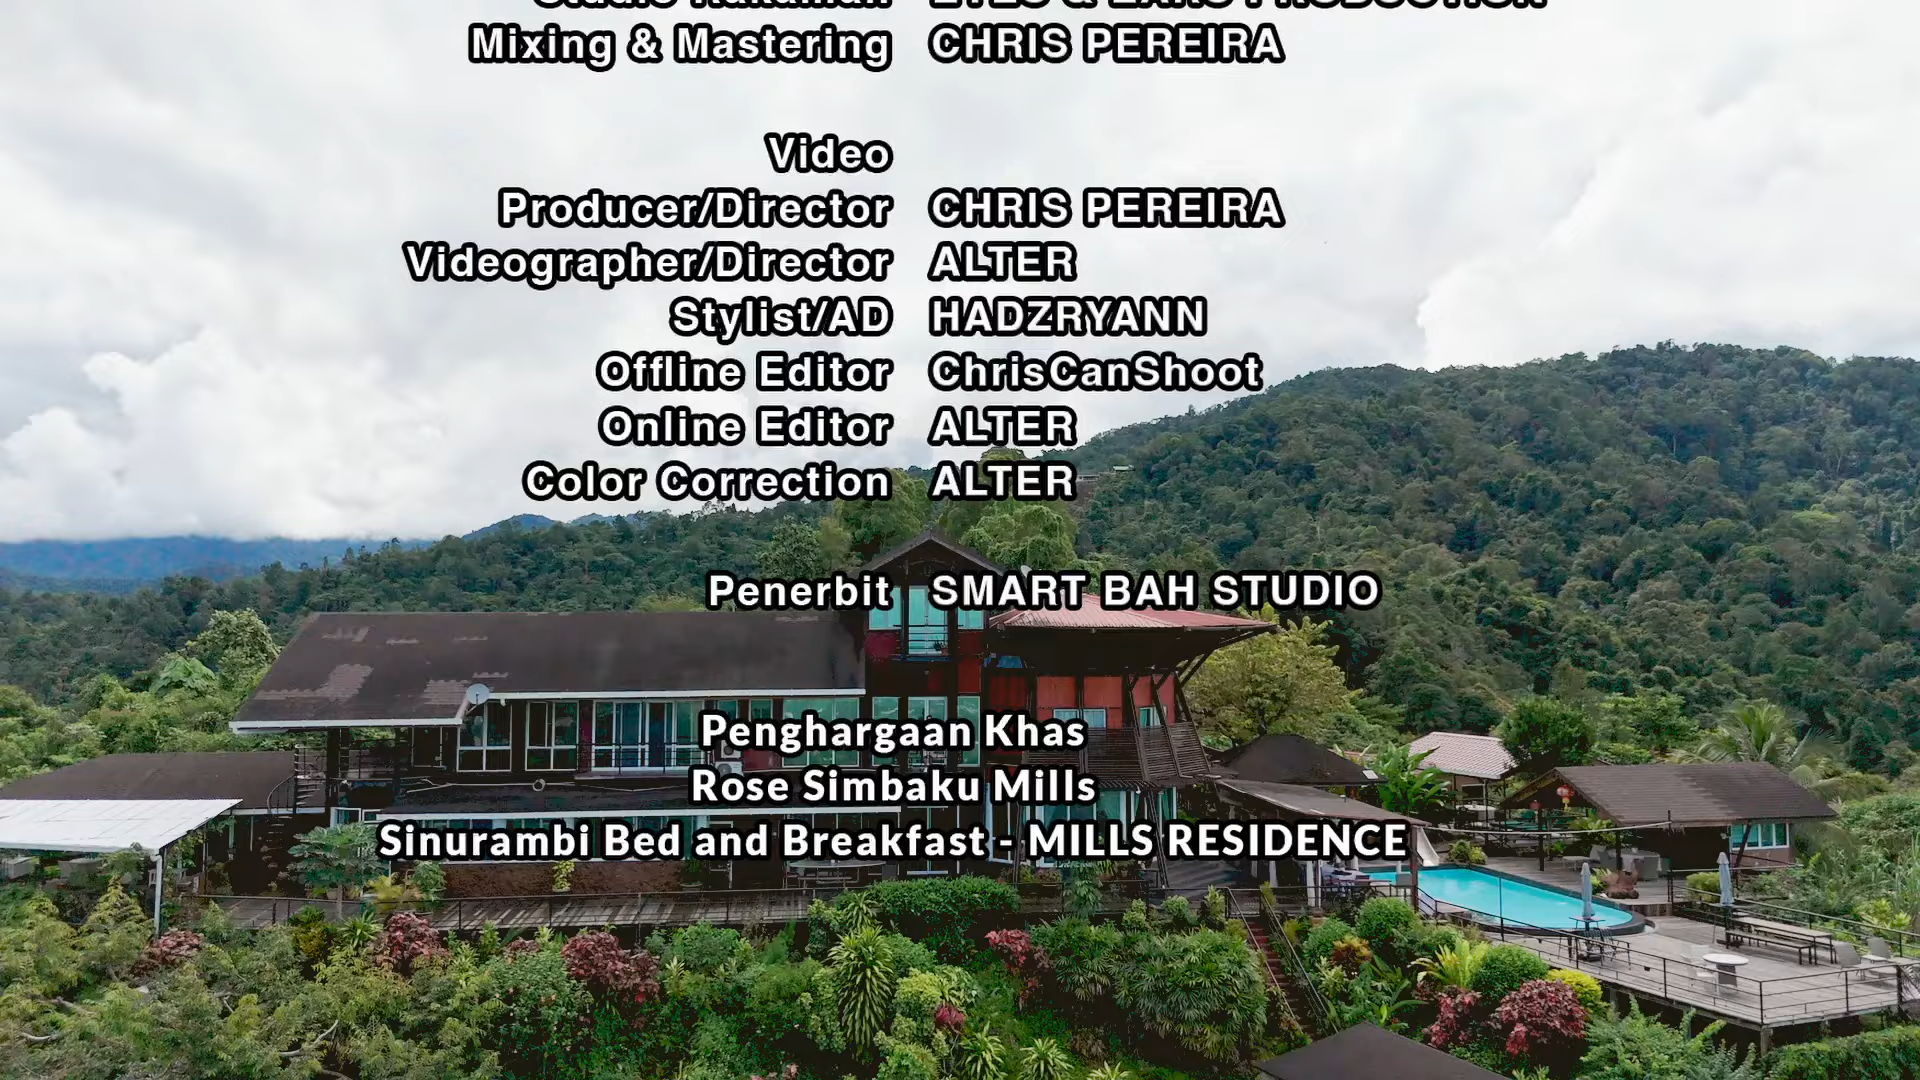 Mixing & Mastering CHRIS PEREIRA
Video
Producer/Director CHRIS PEREIRA
Videographer/Director ALTER
Stylist/AD HADZRYANN
Offline Editor ChrisCanShoot
Online Editor ALTER
Color Correction ALTER
Penerbit SMART BAH STUDIO
Penghargaan Khas
Rose Simbaku Mills
Sinurambi Bed and Breakfast - MILLS RESIDENCE